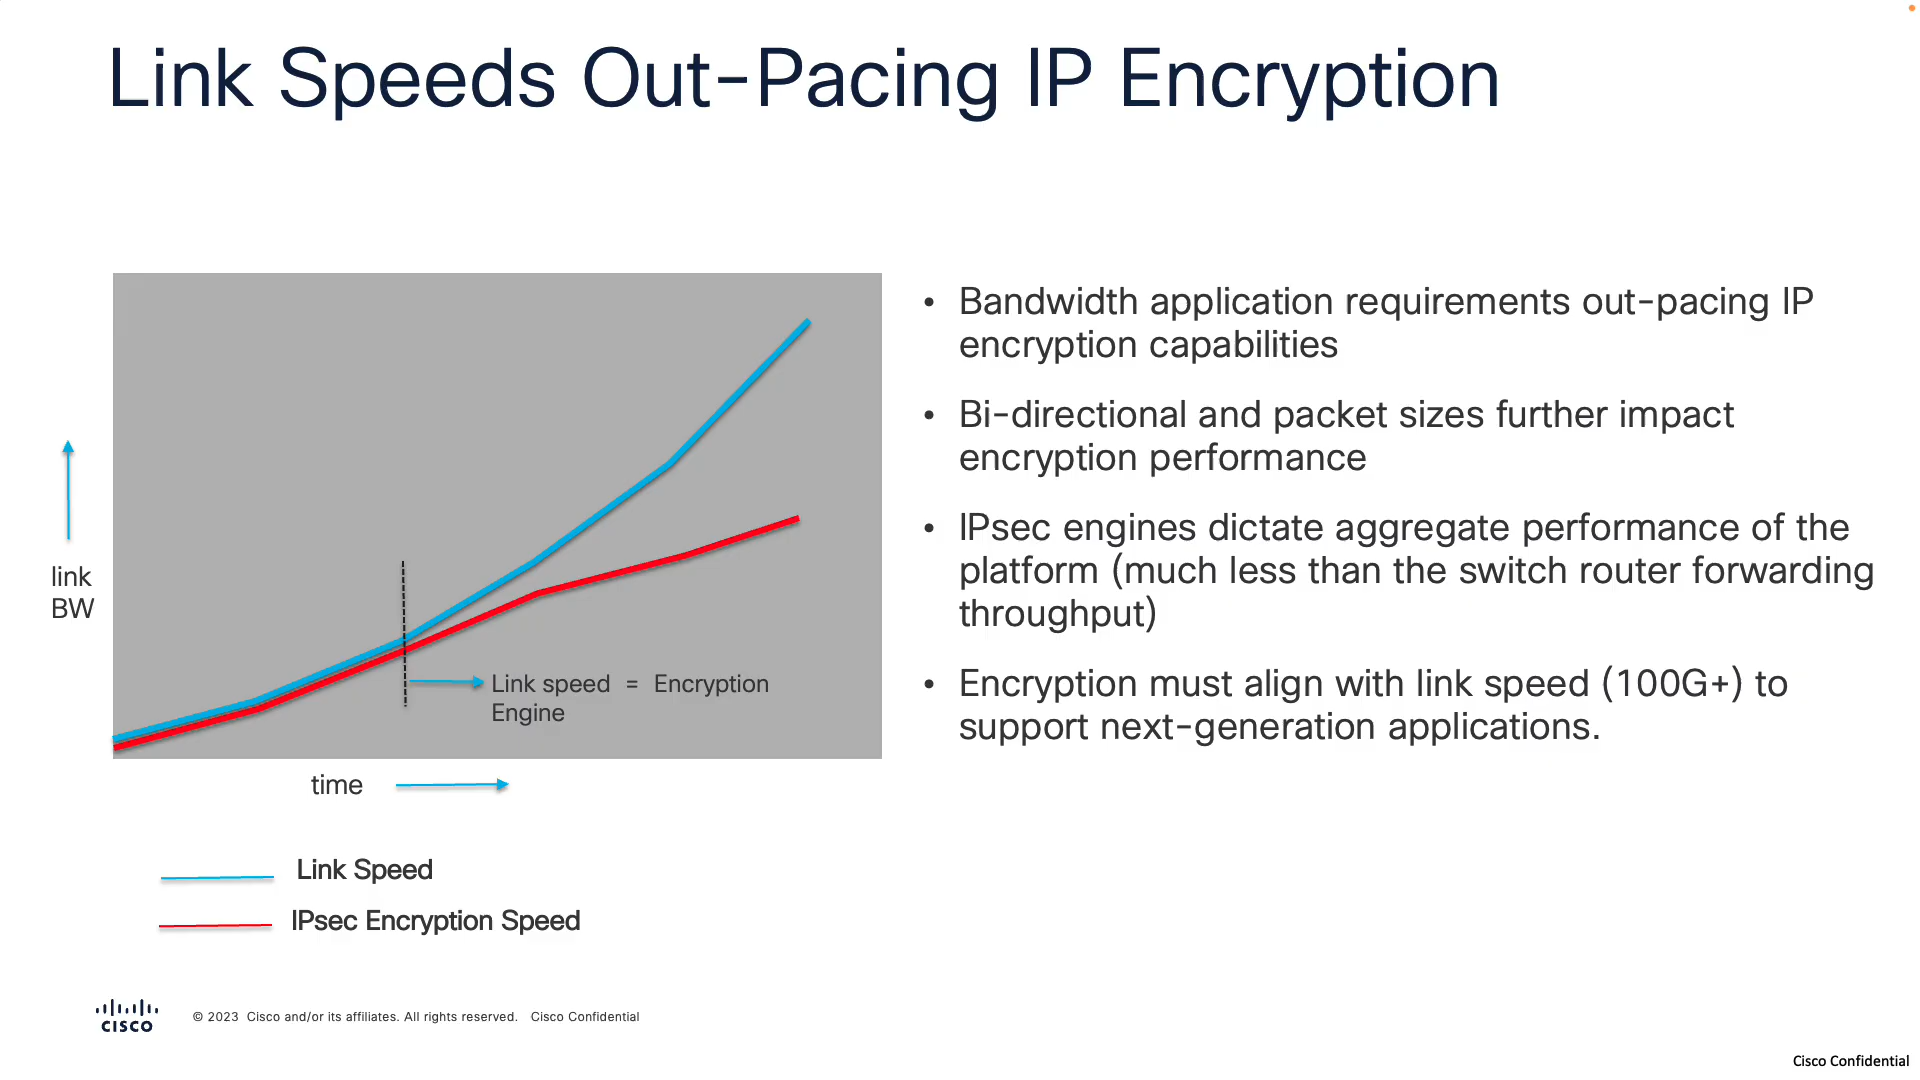 Link Speeds Out-Pacing IP Encryption
link
BW
Link speed = Encryption
Engine
time
Link Speed
IPsec Encryption Speed
• Bandwidth application requirements out-pacing IP
encryption capabilities
• Bi-directional and packet sizes further impact
encryption performance
• IPsec engines dictate aggregate performance of the
platform (much less than the switch router forwarding
throughput)
• Encryption must align with link speed (100G+) to
support next-generation applications.
CISCO
© 2023 Cisco and/or its affiliates. All rights reserved. Cisco Confidential
Cisco Confidential